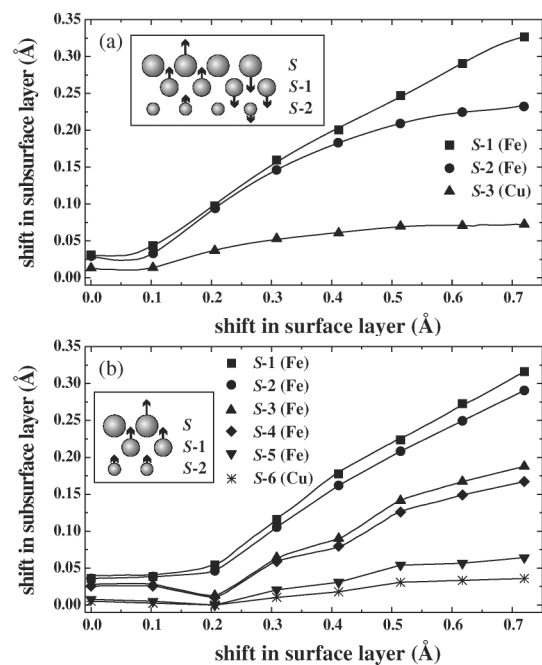 (a)
S
S-1
S-2
S-1 (Fe)
S-2 (Fe)
S-3 (Cu)
shift in subsurface layer (Å)
0.35
0.30
0.25
0.20
0.15
0.10
0.05
0.00
0.0 0.1 0.2 0.3 0.4 0.5 0.6 0.7
shift in surface layer (Å)
(b)
S
S-1
S-2
S-1 (Fe)
S-2 (Fe)
S-3 (Fe)
S-4 (Fe)
S-5 (Fe)
S-6 (Cu)
shift in subsurface layer (Å)
0.35
0.30
0.25
0.20
0.15
0.10
0.05
0.00
0.0 0.1 0.2 0.3 0.4 0.5 0.6 0.7
shift in surface layer (Å)